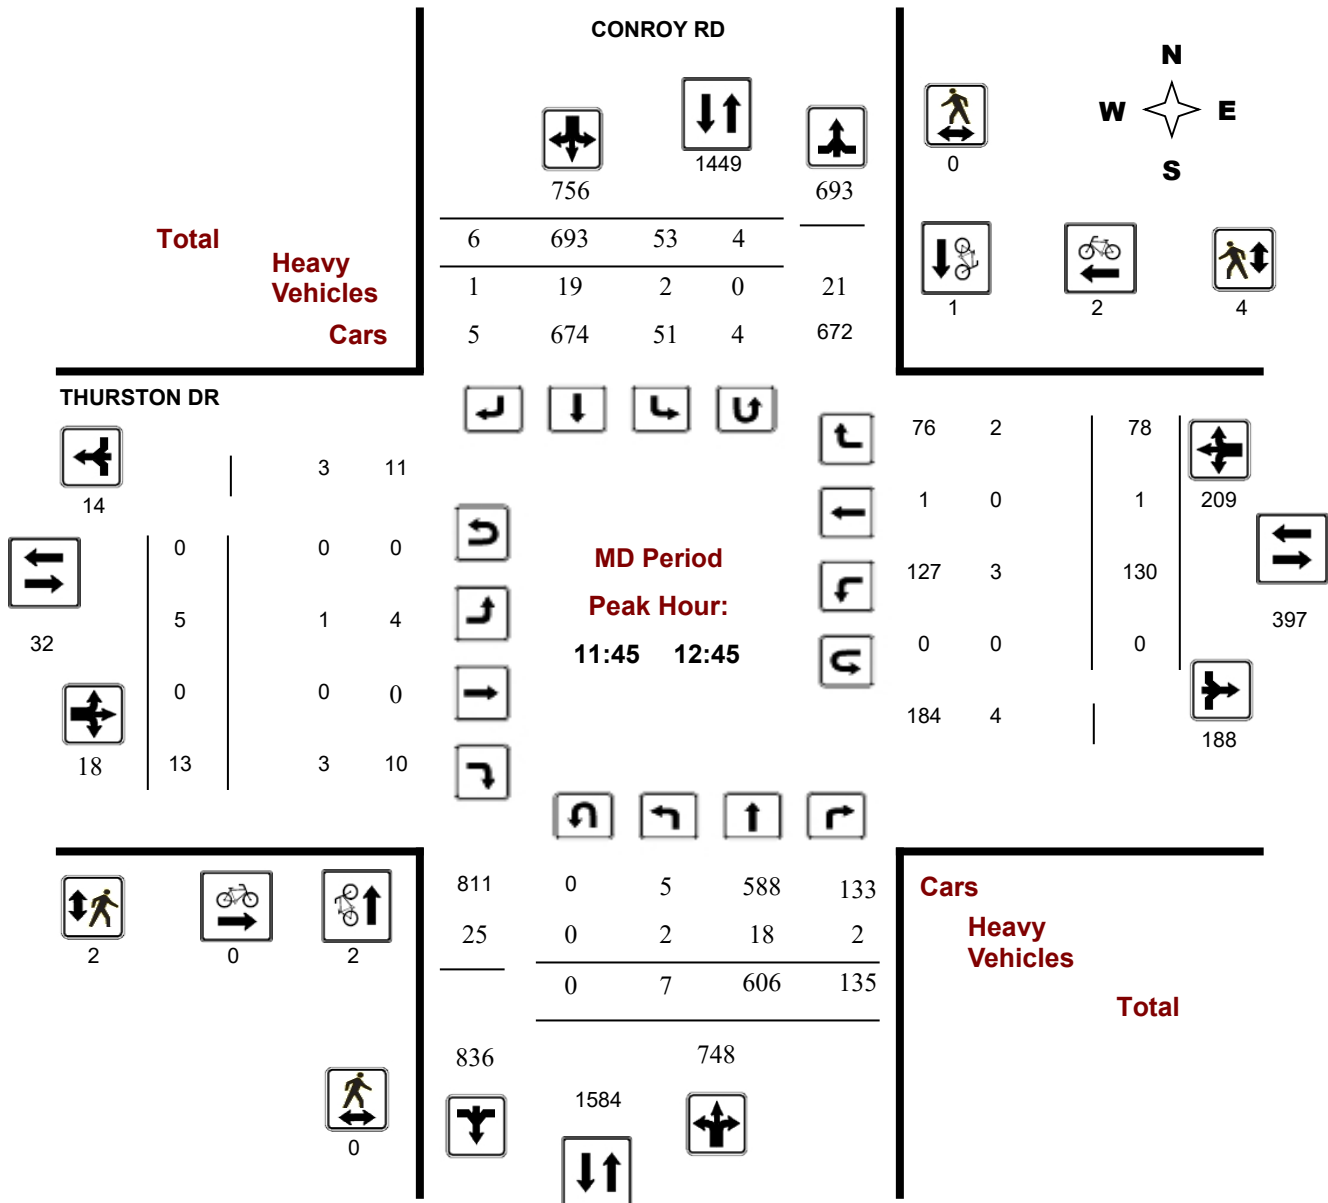 CONROY RD
N
W E
S
1449
0
756 693
Total
6 693 53 4
Heavy
Vehicles
1 19 2 0 21
1 2 4
Cars
5 674 51 4 672
THURSTON DR
76 2 78
3 11
14
1 0 1 209
0 0 0
MD Period
127 3 130
Peak Hour:
5 1 4
397
32
11:45 12:45
0 0 0
0 0 0
184 4
188
18 13 3 10
811 0 5 588 133
Cars
25 0 2 18 2
Heavy
Vehicles
2 0 2
0 7 606 135
Total
836 748
1584
0